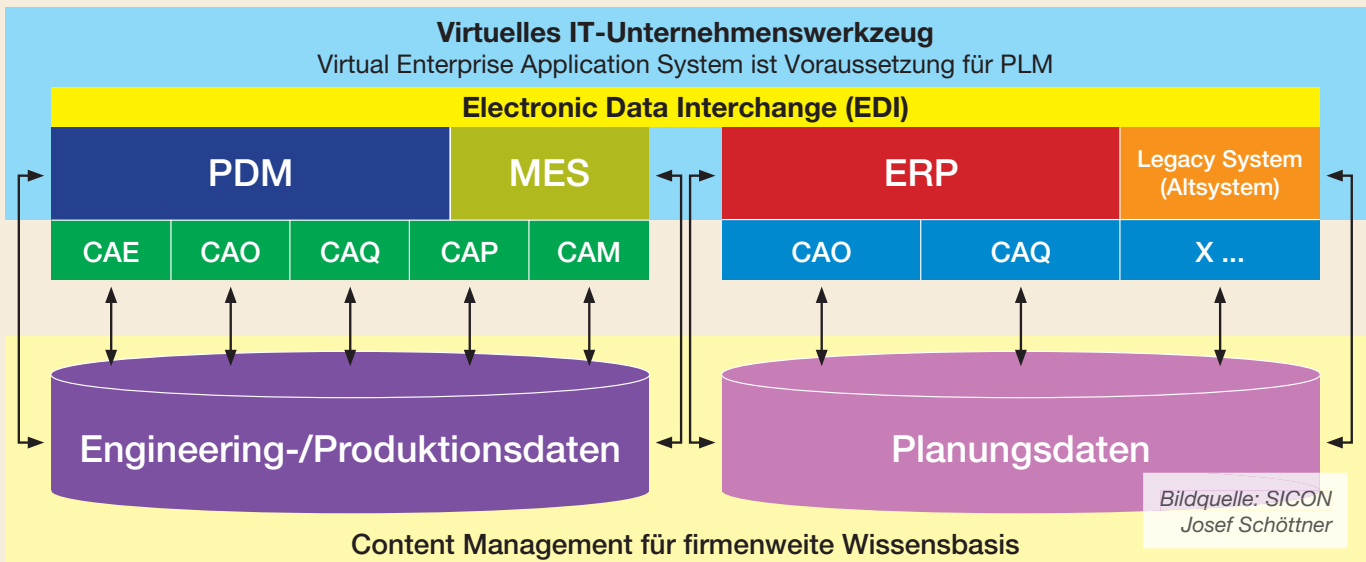 Virtuelles IT-Unternehmenswerkzeug
Virtual Enterprise Application System ist Voraussetzung für PLM
Electronic Data Interchange (EDI)
PDM
MES
ERP
Legacy System
(Altsystem)
CAE
CAO
CAQ
CAP
CAM
CAO
CAQ
X ...
Engineering-/Produktionsdaten
Planungsdaten
Bildquelle: SICON
Josef Schöttner
Content Management für firmenweite Wissensbasis